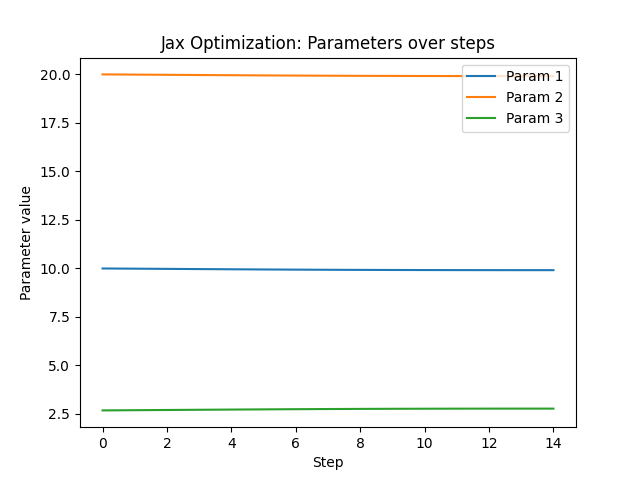 Jax Optimization: Parameters over steps
20.0
17.5
15.0
12.5
10.0
7.5
5.0
2.5
Parameter value
Param 1
Param 2
Param 3
0 2 4 6 8 10 12 14
Step